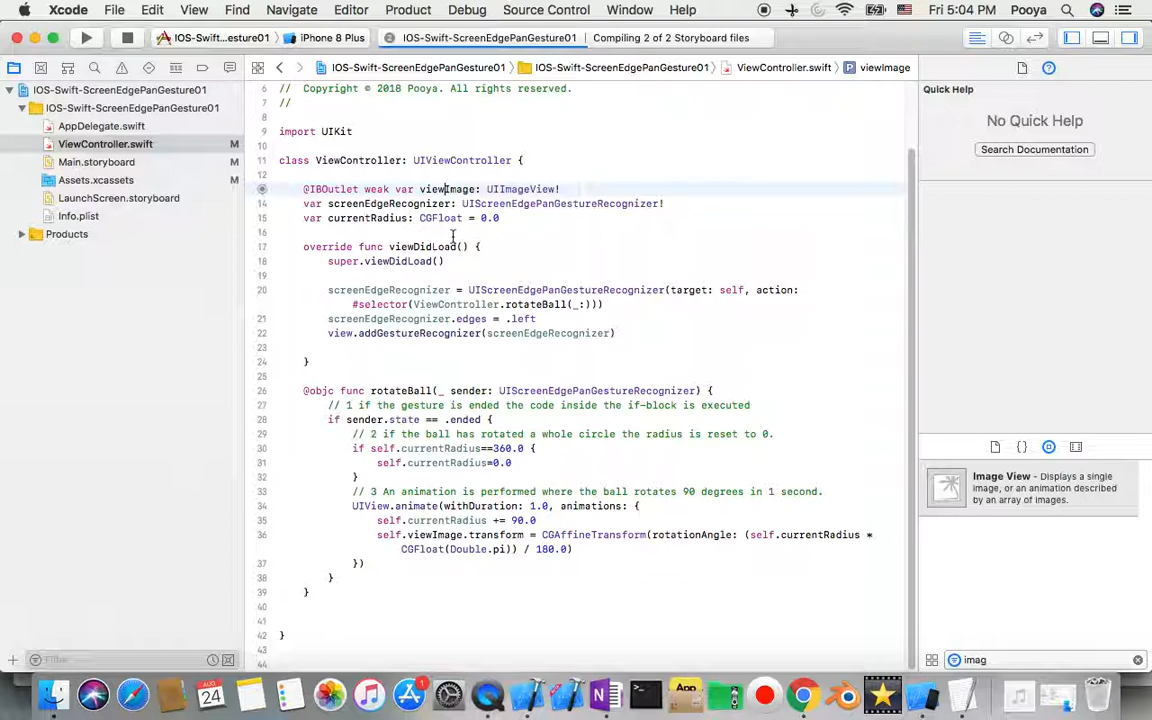 Xcode File Edit View Find Navigate Editor Product Debug Source Control Window Help Fri 5:04 PM Pooya
IOS-Swift...esture01 〉 iPhone 8 Plus IOS-Swift-ScreenEdgePanGesture01 Compiling 2 of 2 Storyboard files
IOS-Swift-ScreenEdgePanGesture01 〉 IOS-Swift-ScreenEdgePanGesture01 〉 ViewController.swift 〉 P viewImage
IOS-Swift-ScreenEdgePanGesture01
IOS-Swift-ScreenEdgePanGesture01
AppDelegate.swift
ViewController.swift M
Main.storyboard M
Assets.xcassets M
LaunchScreen.storyboard
Info.plist
Products
Filter
6 // Copyright © 2018 Pooya. All rights reserved.
7 //
8
9 import UIKit
10
11 class ViewController: UIViewController {
12
@IBOutlet weak var viewImage: UIImageView!
14 var screenEdgeRecognizer: UIScreenEdgePanGestureRecognizer!
15 var currentRadius: CGFloat = 0.0
16
17 override func viewDidLoad() {
18 super.viewDidLoad()
19
20 screenEdgeRecognizer = UIScreenEdgePanGestureRecognizer(target: self, action:
#selector(ViewController.rotateBall(_:)))
21 screenEdgeRecognizer.edges = .left
22 view.addGestureRecognizer(screenEdgeRecognizer)
23
24 }
25
26 @objc func rotateBall(_ sender: UIScreenEdgePanGestureRecognizer) {
27 // 1 if the gesture is ended the code inside the if-block is executed
28 if sender.state == .ended {
29 // 2 if the ball has rotated a whole circle the radius is reset to 0.
30 if self.currentRadius==360.0 {
31 self.currentRadius=0.0
32 }
33 // 3 An animation is performed where the ball rotates 90 degrees in 1 second.
34 UIView.animate(withDuration: 1.0, animations: {
35 self.currentRadius += 90.0
36 self.viewImage.transform = CGAffineTransform(rotationAngle: (self.currentRadius *
CGFloat(Double.pi)) / 180.0)
37 })
38 }
39 }
40
41
42 }
43
44
Quick Help
No Quick Help
Search Documentation
{}
Image View - Displays a single
image, or an animation described
by an array of images.
imag
AUG
24
1
App